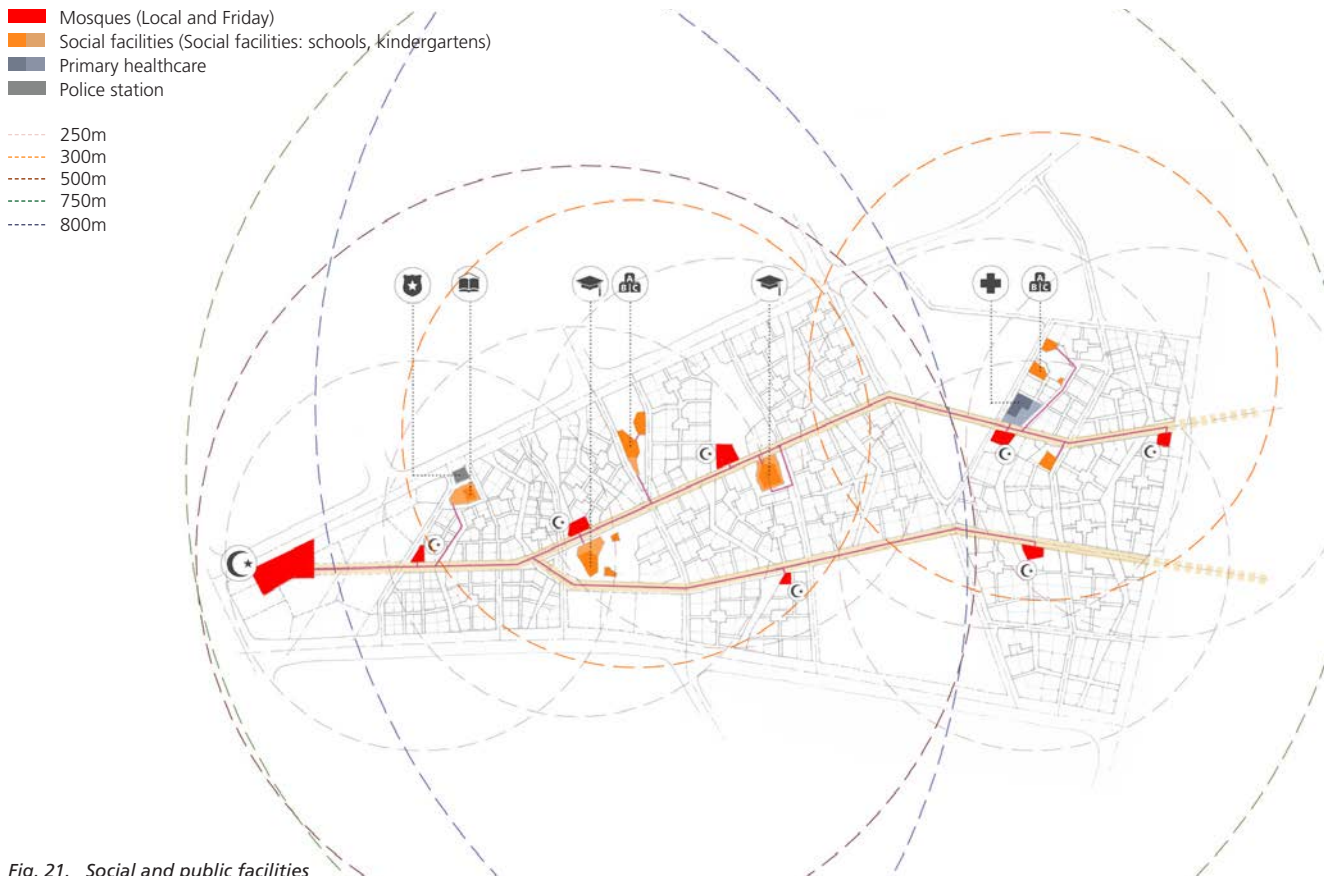 Mosques (Local and Friday)
Social facilities (Social facilities: schools, kindergartens)
Primary healthcare
Police station
250m
300m
500m
750m
800m
A
B C
A
B C
Fig. 21. Social and public facilities